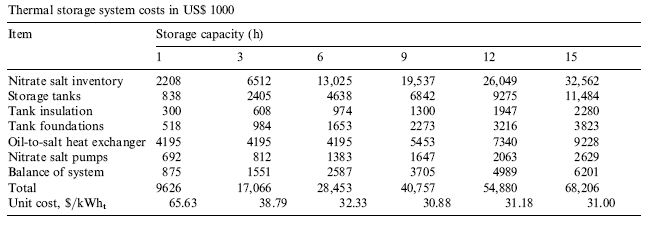 Thermal storage system costs in US$ 1000
Item Storage capacity (h)
1 3 6 9 12 15
Nitrate salt inventory 2208 6512 13,025 19,537 26,049 32,562
Storage tanks 838 2405 4638 6842 9275 11,484
Tank insulation 300 608 974 1300 1947 2280
Tank foundations 518 984 1653 2273 3216 3823
Oil-to-salt heat exchanger 4195 4195 4195 5453 7340 9228
Nitrate salt pumps 692 812 1383 1647 2063 2629
Balance of system 875 1551 2587 3705 4989 6201
Total 9626 17,066 28,453 40,757 54,880 68,206
Unit cost, $/kWht 65.63 38.79 32.33 30.88 31.18 31.00